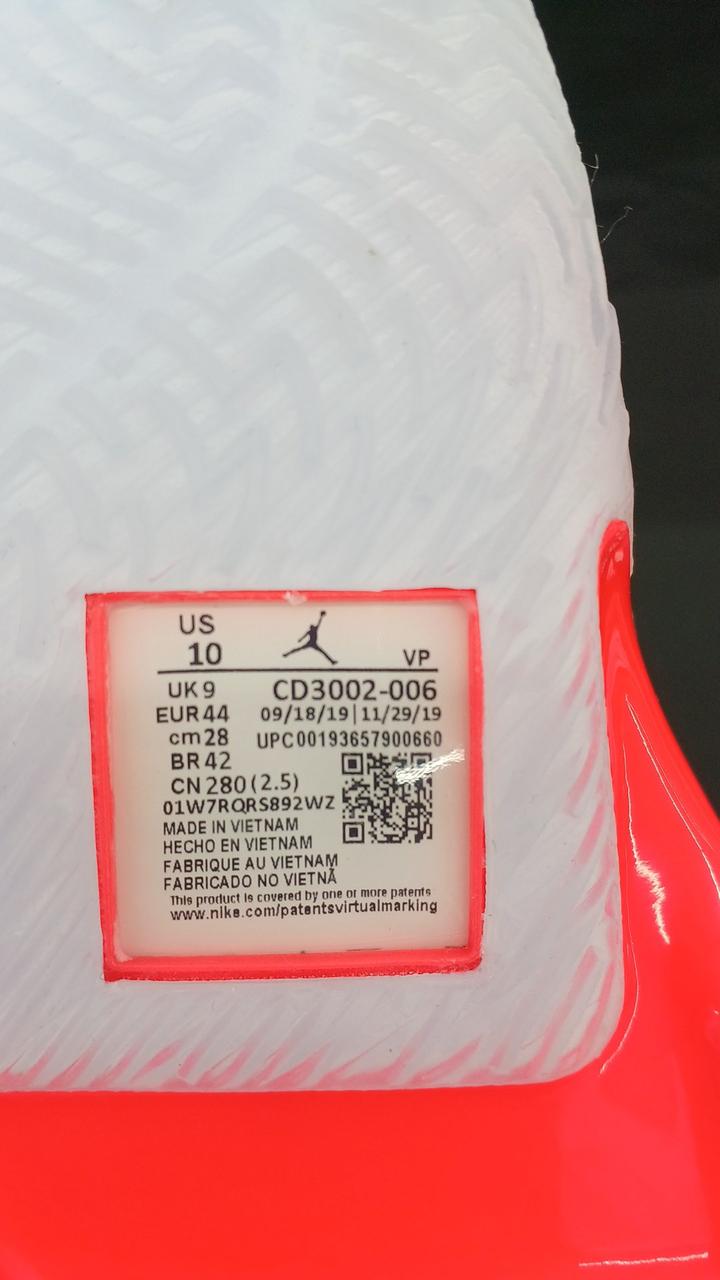 US
10
VP
UK 9 CD3002-006
EUR 44 09/18/19|11/29/19
cm 28 UPC00193657900660
BR 42
CN 280 (2.5)
01W7RQRS892WZ
MADE IN VIETNAM
HECHO EN VIETNAM
FABRIQUE AU VIETNAM
FABRICADO NO VIETNÃ
This product is covered by one or more patents
www.nike.com/patentsvirtualmarking